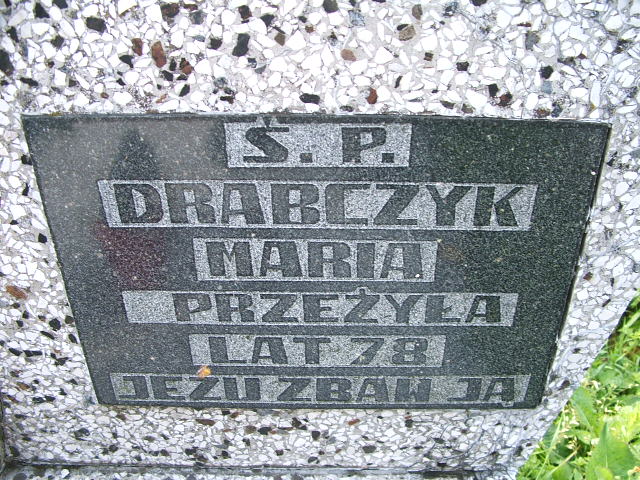 Ś. P.
DRABCZYK
MARIA
PRZEŻYŁA
LAT 78
JEZU ZBAW JĄ